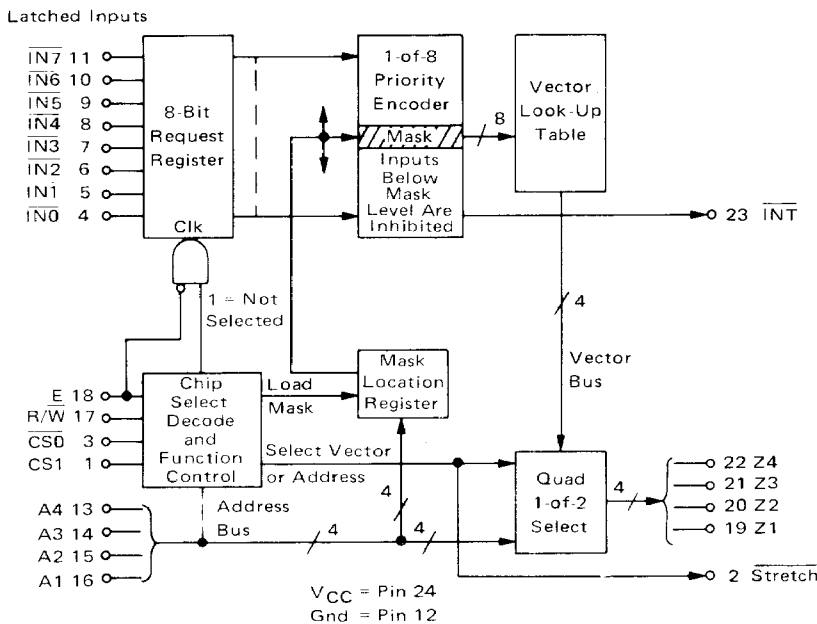 Latched Inputs
IN7 11
IN6 10
IN5 9
IN4 8
IN3 7
IN2 6
IN1 5
IN0 4
8-Bit
Request
Register
Clk
1-of-8
Priority
Encoder
Mask
Inputs
Below
Mask
Level Are
Inhibited
8
Vector
Look-Up
Table
23 INT
1 = Not
Selected
4
Vector
Bus
E 18
R/W 17
CS0 3
CS1 1
Chip
Select
Decode
and
Function
Control
Load
Mask
Mask
Location
Register
Select Vector
or Address
4
Quad
1-of-2
Select
4
22 Z4
21 Z3
20 Z2
19 Z1
A4 13
A3 14
A2 15
A1 16
Address
Bus
4
4
2 Stretch
VCC = Pin 24
Gnd = Pin 12